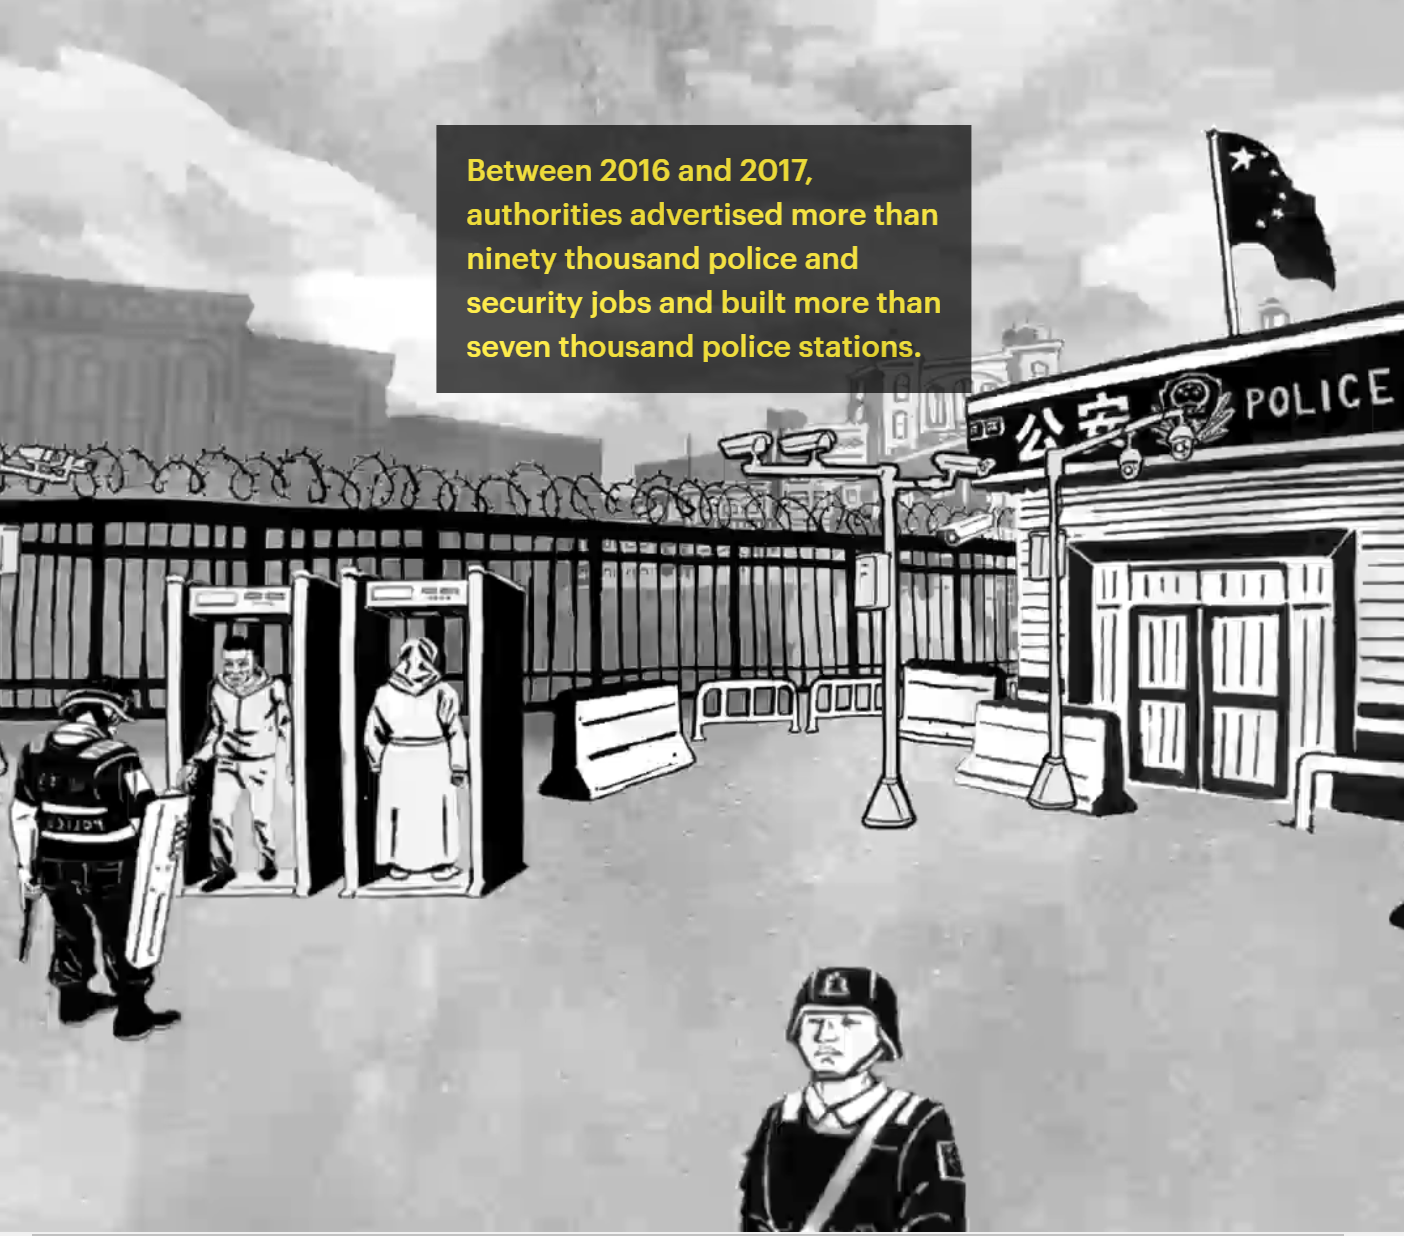 Between 2016 and 2017,
authorities advertised more than
ninety thousand police and
security jobs and built more than
seven thousand police stations.
公安 POLICE